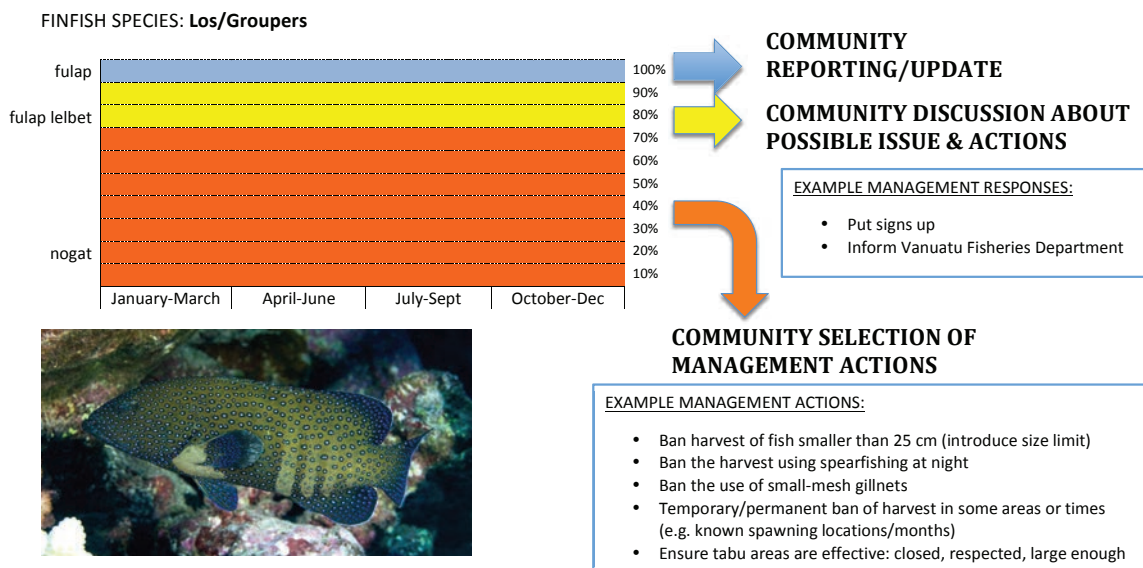 FINFISH SPECIES: Los/Groupers
fulap
fulap lelbet
nogat
100%
90%
80%
70%
60%
50%
40%
30%
20%
10%
January-March
April-June
July-Sept
October-Dec
COMMUNITY
REPORTING/UPDATE
COMMUNITY DISCUSSION ABOUT
POSSIBLE ISSUE & ACTIONS
EXAMPLE MANAGEMENT RESPONSES:
• Put signs up
• Inform Vanuatu Fisheries Department
COMMUNITY SELECTION OF
MANAGEMENT ACTIONS
EXAMPLE MANAGEMENT ACTIONS:
• Ban harvest of fish smaller than 25 cm (introduce size limit)
• Ban the harvest using spearfishing at night
• Ban the use of small-mesh gillnets
• Temporary/permanent ban of harvest in some areas or times
(e.g. known spawning locations/months)
• Ensure tabu areas are effective: closed, respected, large enough